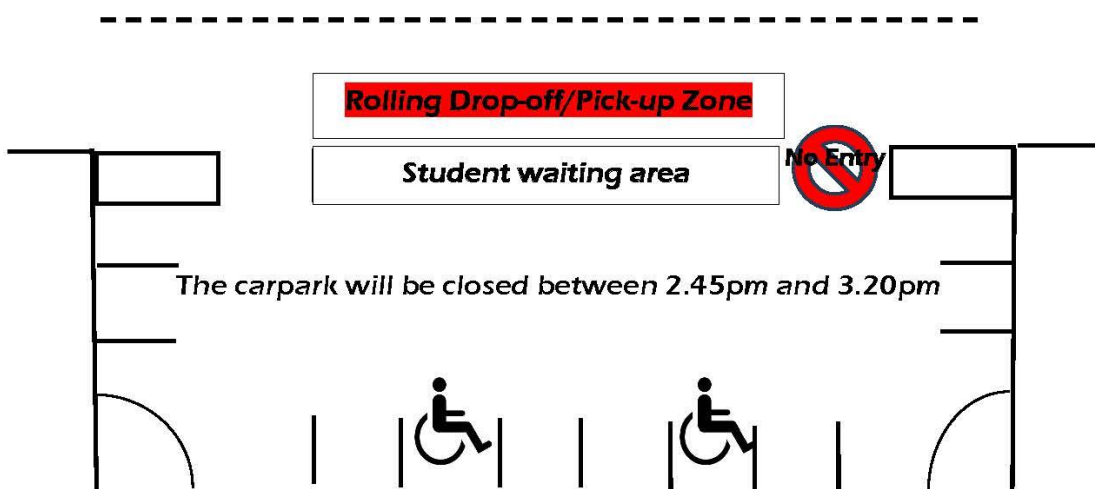 Rolling Drop-off/Pick-up Zone
Student waiting area
No Entry
The carpark will be closed between 2.45pm and 3.20pm